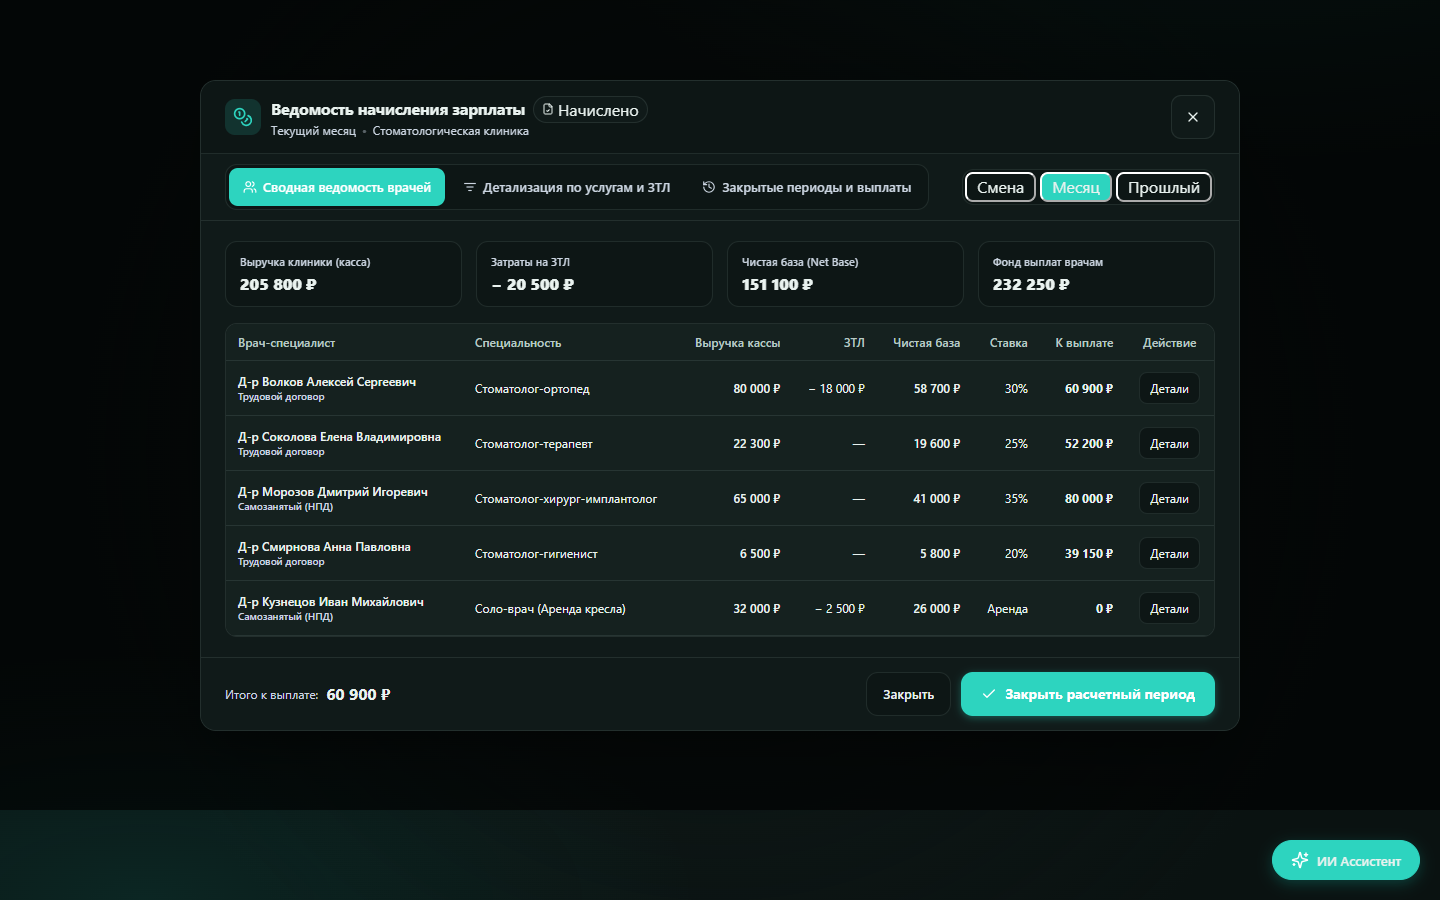 Ведомость начисления зарплаты Начислено
Текущий месяц • Стоматологическая клиника
Сводная ведомость врачей Детализация по услугам и ЗТЛ Закрытые периоды и выплаты Смена Месяц Прошлый
Выручка клиники (касса) Затраты на ЗТЛ Чистая база (Net Base) Фонд выплат врачам
205 800 ₽ − 20 500 ₽ 151 100 ₽ 232 250 ₽
Врач-специалист Специальность Выручка кассы ЗТЛ Чистая база Ставка К выплате Действие
Д-р Волков Алексей Сергеевич Стоматолог-ортопед 80 000 ₽ − 18 000 ₽ 58 700 ₽ 30% 60 900 ₽ Детали
Трудовой договор
Д-р Соколова Елена Владимировна Стоматолог-терапевт 22 300 ₽ — 19 600 ₽ 25% 52 200 ₽ Детали
Трудовой договор
Д-р Морозов Дмитрий Игоревич Стоматолог-хирург-имплантолог 65 000 ₽ — 41 000 ₽ 35% 80 000 ₽ Детали
Самозанятый (НПД)
Д-р Смирнова Анна Павловна Стоматолог-гигиенист 6 500 ₽ — 5 800 ₽ 20% 39 150 ₽ Детали
Трудовой договор
Д-р Кузнецов Иван Михайлович Соло-врач (Аренда кресла) 32 000 ₽ − 2 500 ₽ 26 000 ₽ Аренда 0 ₽ Детали
Самозанятый (НПД)
Итого к выплате: 60 900 ₽ Закрыть Закрыть расчетный период
ИИ Ассистент